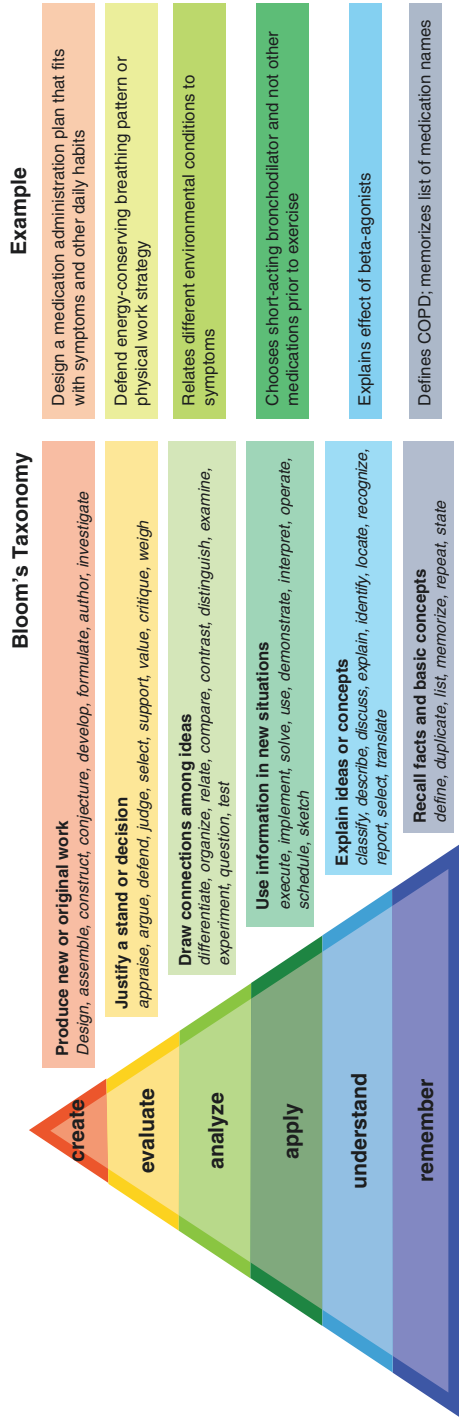 Bloom's Taxonomy
Example
create
Produce new or original work
Design, assemble, construct, conjecture, develop, formulate, author, investigate
Design a medication administration plan that fits
with symptoms and other daily habits
evaluate
Justify a stand or decision
appraise, argue, defend, judge, select, support, value, critique, weigh
Defend energy-conserving breathing pattern or
physical work strategy
analyze
Draw connections among ideas
differentiate, organize, relate, compare, contrast, distinguish, examine,
experiment, question, test
Relates different environmental conditions to
symptoms
apply
Use information in new situations
execute, implement, solve, use, demonstrate, interpret, operate,
schedule, sketch
Chooses short-acting bronchodilator and not other
medications prior to exercise
understand
Explain ideas or concepts
classify, describe, discuss, explain, identify, locate, recognize,
report, select, translate
Explains effect of beta-agonists
remember
Recall facts and basic concepts
define, duplicate, list, memorize, repeat, state
Defines COPD; memorizes list of medication names